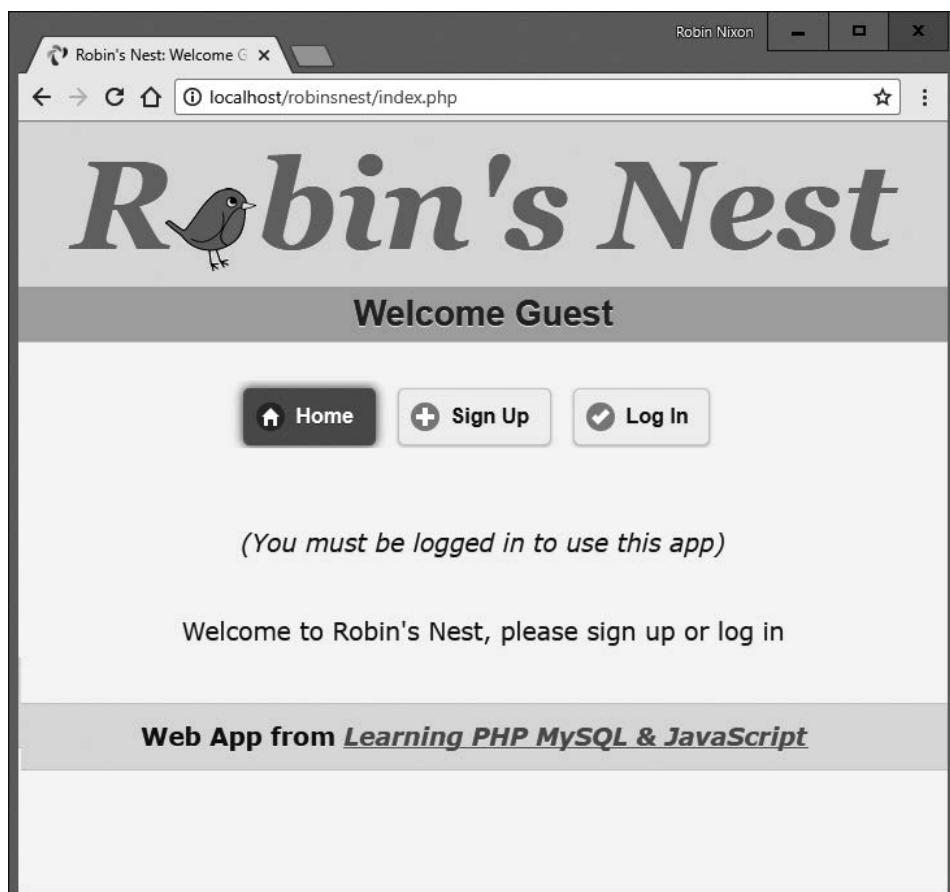 Robin Nixon
Robin's Nest: Welcome G
localhost/robinsnest/index.php
Robin's Nest
Welcome Guest
Home
Sign Up
Log In
(You must be logged in to use this app)
Welcome to Robin's Nest, please sign up or log in
Web App from Learning PHP MySQL & JavaScript